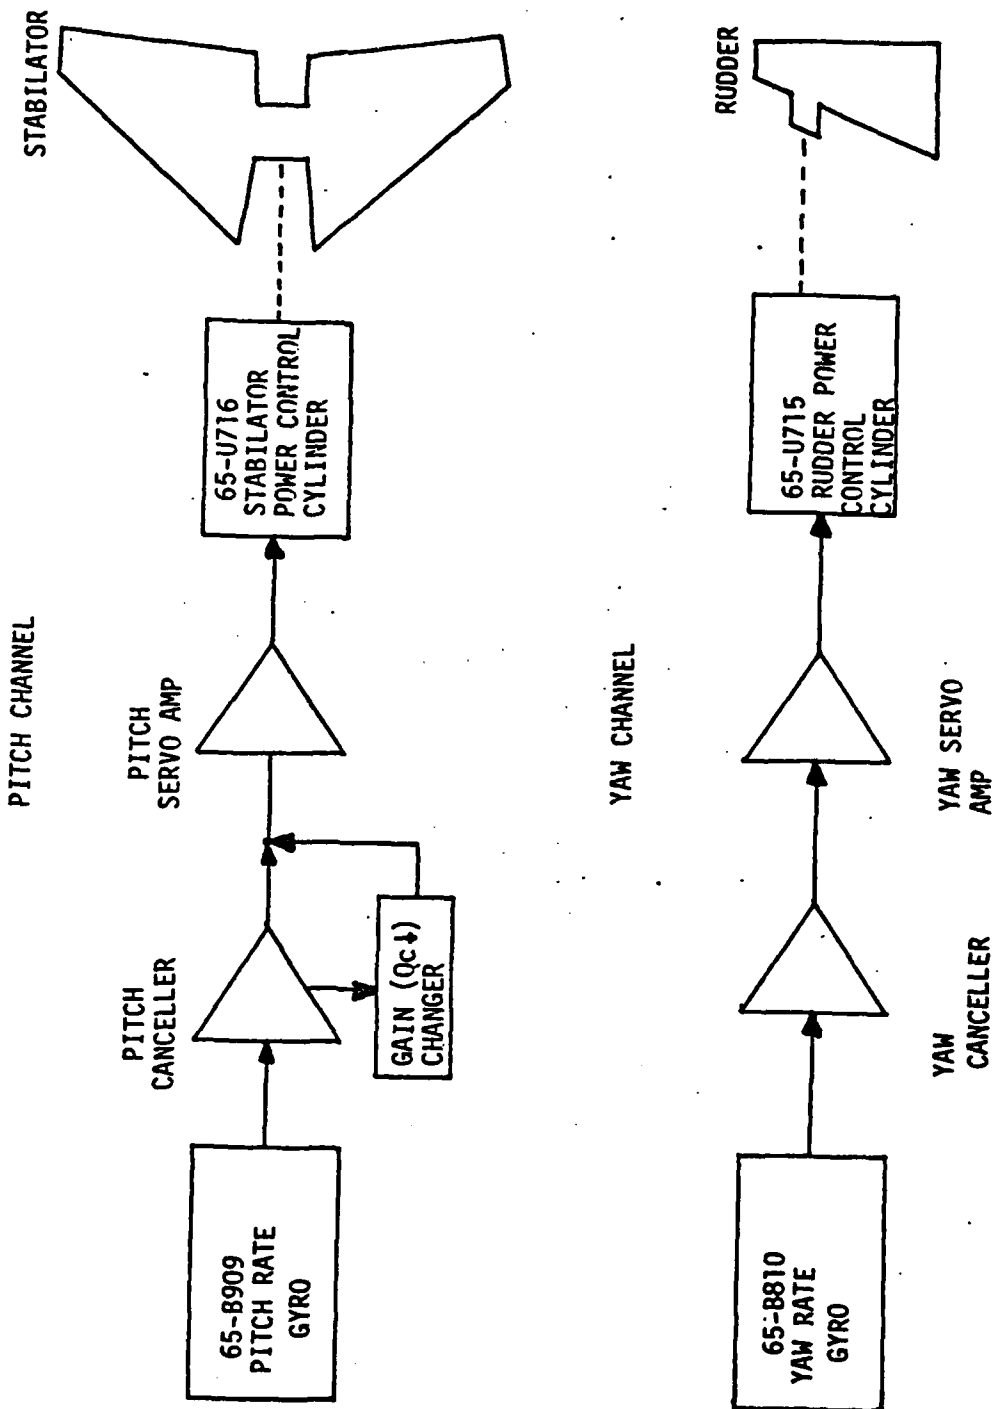 PITCH CHANNEL
65-B909
PITCH RATE
GYRO
PITCH
CANCELLER
GAIN (Qc↓)
CHANGER
PITCH
SERVO AMP
65-U716
STABILATOR
POWER CONTROL
CYLINDER
STABILATOR
YAW CHANNEL
65-B810
YAW RATE
GYRO
YAW
CANCELLER
YAW SERVO
AMP
65-U715
RUDDER POWER
CONTROL
CYLINDER
RUDDER